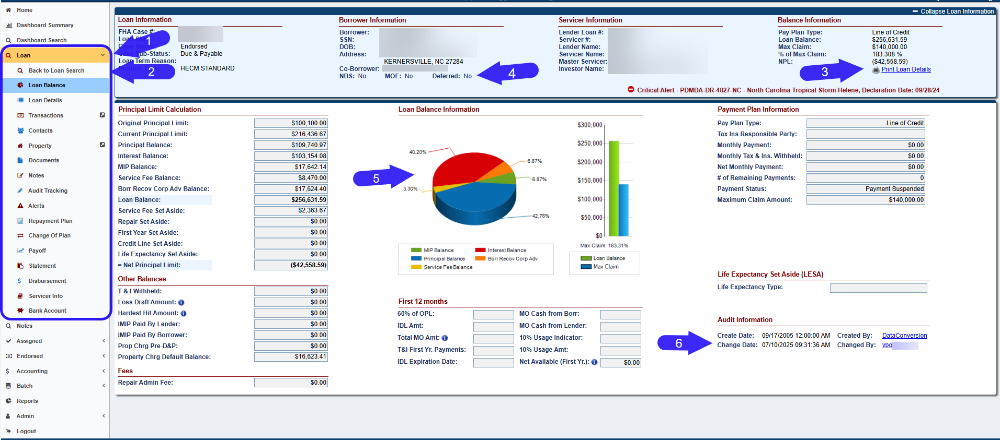 Home
Dashboard Summary
Dashboard Search
Loan
Back to Loan Search
Loan Balance
Loan Details
Transactions
Contacts
Property
Documents
Notes
Audit Tracking
Alerts
Repayment Plan
Change Of Plan
Payoff
Statement
Disbursement
Servicer Info
Bank Account
Notes
Assigned
Endorsed
Accounting
Batch
Reports
Admin
Logout
1
2
Collapse Loan Information
Loan Information
FHA Case #:
Case Status: Endorsed
Case Sub-Status: Due & Payable
Loan Term Reason:
HECM STANDARD
Borrower Information
Borrower:
SSN:
DOB:
Address:
KERNERSVILLE, NC 27284
Co-Borrower:
NBS: No MOE: No Deferred: No
4
Servicer Information
Lender Loan #:
Servicer #:
Lender Name:
Servicer Name:
Master Servicer:
Investor Name:
Balance Information
Pay Plan Type: Line of Credit
Loan Balance: $256,631.59
Max Claim: $140,000.00
% of Max Claim: 183.308 %
NPL: ($42,558.59)
Print Loan Details
3
Critical Alert - PDMDA-DR-4827-NC - North Carolina Tropical Storm Helene, Declaration Date: 09/28/24
Principal Limit Calculation
Original Principal Limit: $100,100.00
Current Principal Limit: $216,436.67
Principal Balance: $109,740.97
Interest Balance: $103,154.08
MIP Balance: $17,642.14
Service Fee Balance: $8,470.00
Borr Recov Corp Adv Balance: $17,624.40
Loan Balance: $256,631.59
Service Fee Set Aside: $2,363.67
Repair Set Aside: $0.00
First Year Set Aside: $0.00
Credit Line Set Aside: $0.00
Life Expectancy Set Aside: $0.00
= Net Principal Limit: ($42,558.59)
Other Balances
T & I Withheld: $0.00
Loss Draft Amount: $0.00
Hardest Hit Amount: $0.00
IMIP Paid By Lender: $0.00
IMIP Paid By Borrower: $0.00
Prop Chrg Pre-D&P: $0.00
Property Chrg Default Balance: $16,623.41
Fees
Repair Admin Fee: $0.00
Loan Balance Information
5
40.20%
6.87%
6.87%
3.30%
42.76%
MIP Balance
Interest Balance
Principal Balance
Borr Recov Corp Adv
Service Fee Balance
$300,000
$250,000
$200,000
$150,000
$100,000
$50,000
$0
Max Claim: 183.31%
Loan Balance
Max Claim
First 12 months
60% of OPL: MO Cash from Borr:
IDL Amt: MO Cash from Lender:
Total MO Amt: 10% Usage Indicator:
T&I First Yr. Payments: 10% Usage Amt:
IDL Expiration Date: Net Available (First Yr.): $0.00
Payment Plan Information
Pay Plan Type: Line of Credit
Tax Ins Responsible Party:
Monthly Payment: $0.00
Monthly Tax & Ins. Withheld: $0.00
Net Monthly Payment: $0.00
# of Remaining Payments: 0
Payment Status: Payment Suspended
Maximum Claim Amount: $140,000.00
Life Expectancy Set Aside (LESA)
Life Expectancy Type:
Audit Information
6
Create Date: 09/17/2005 12:00:00 AM Created By: DataConversion
Change Date: 07/10/2025 09:31:36 AM Changed By: vpo